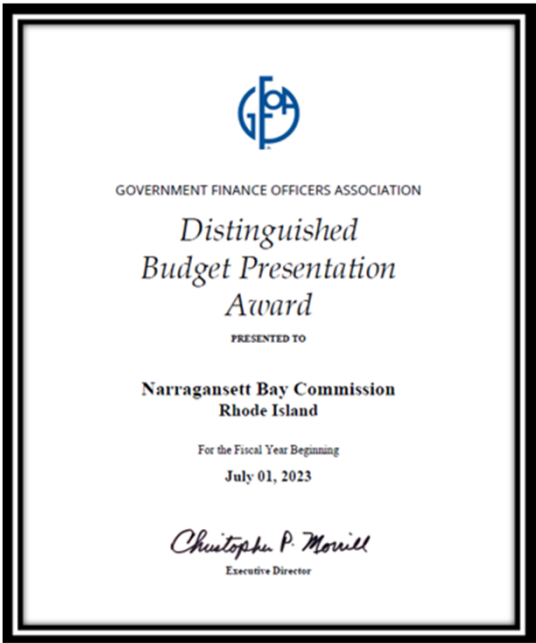 GFOA
GOVERNMENT FINANCE OFFICERS ASSOCIATION
Distinguished
Budget Presentation
Award
PRESENTED TO
Narragansett Bay Commission
Rhode Island
For the Fiscal Year Beginning
July 01, 2023
Christopher P. Morrill
Executive Director